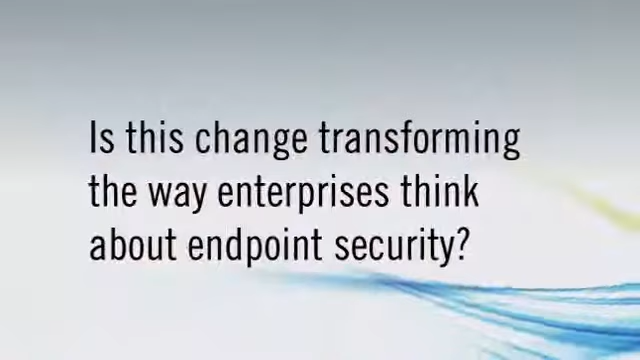 Is this change transforming
the way enterprises think
about endpoint security?